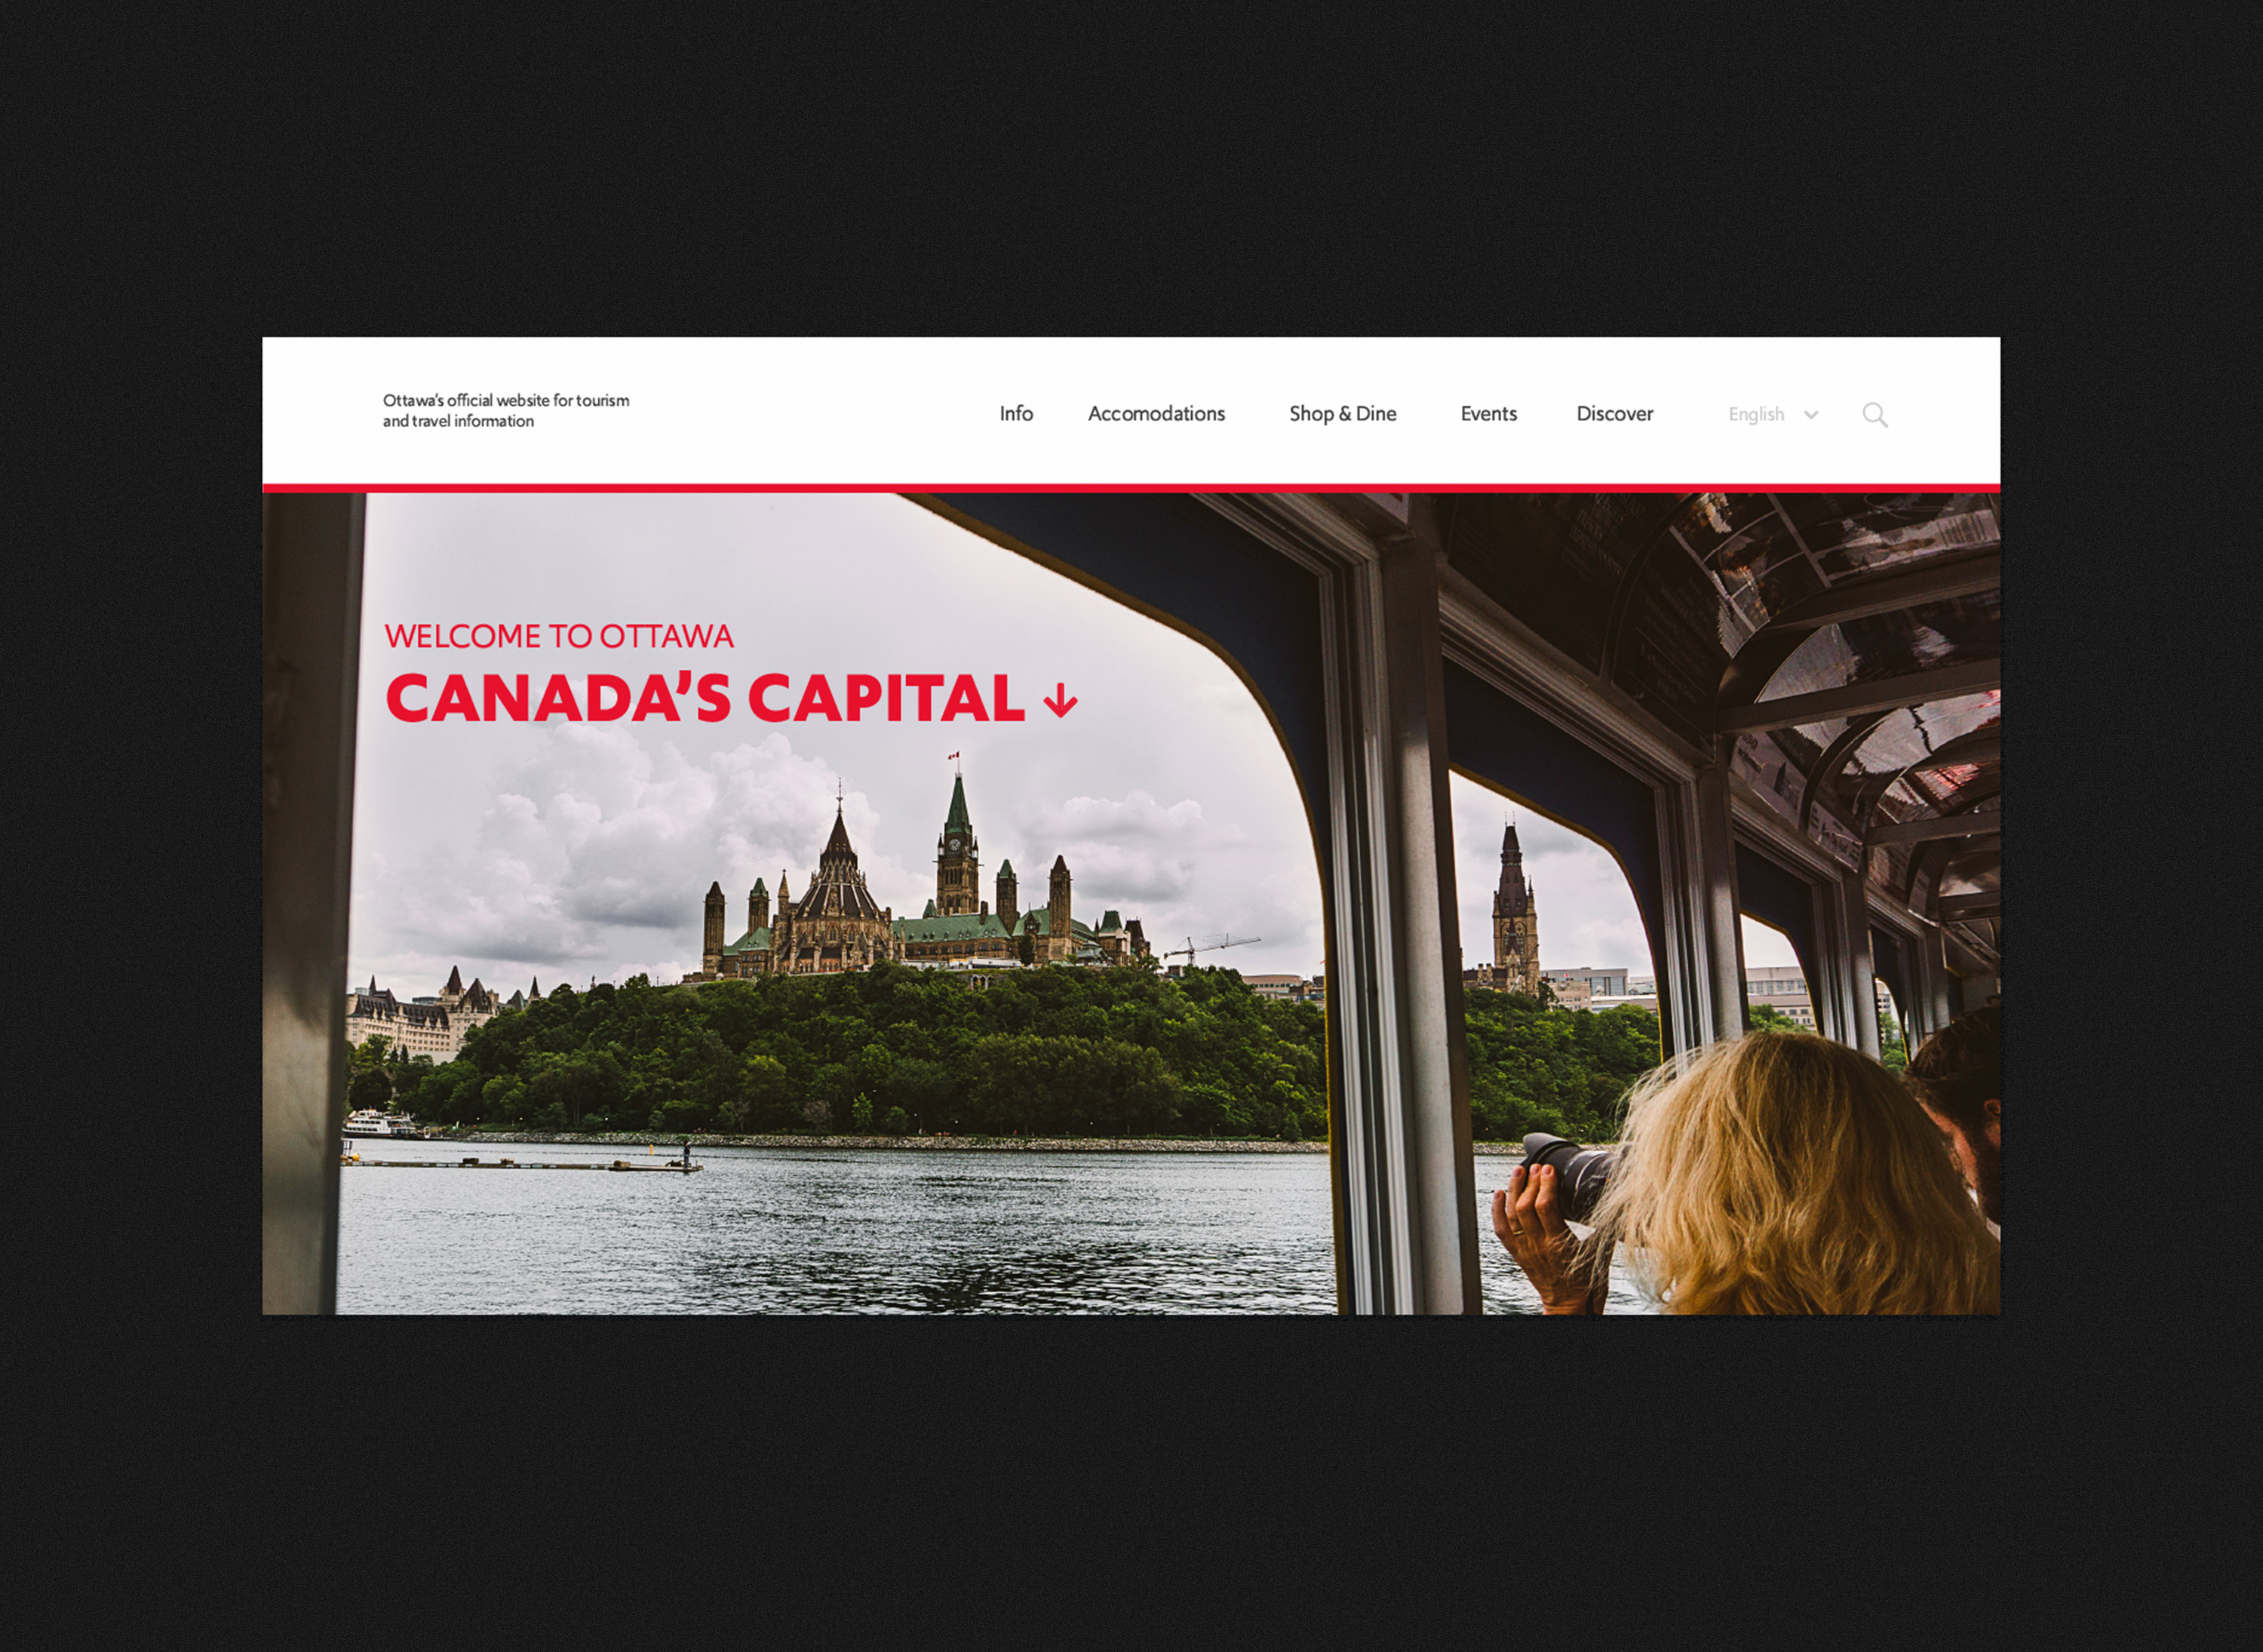 Ottawa's official website for tourism
and travel information
Info Accomodations Shop & Dine Events Discover English
WELCOME TO OTTAWA
CANADA'S CAPITAL